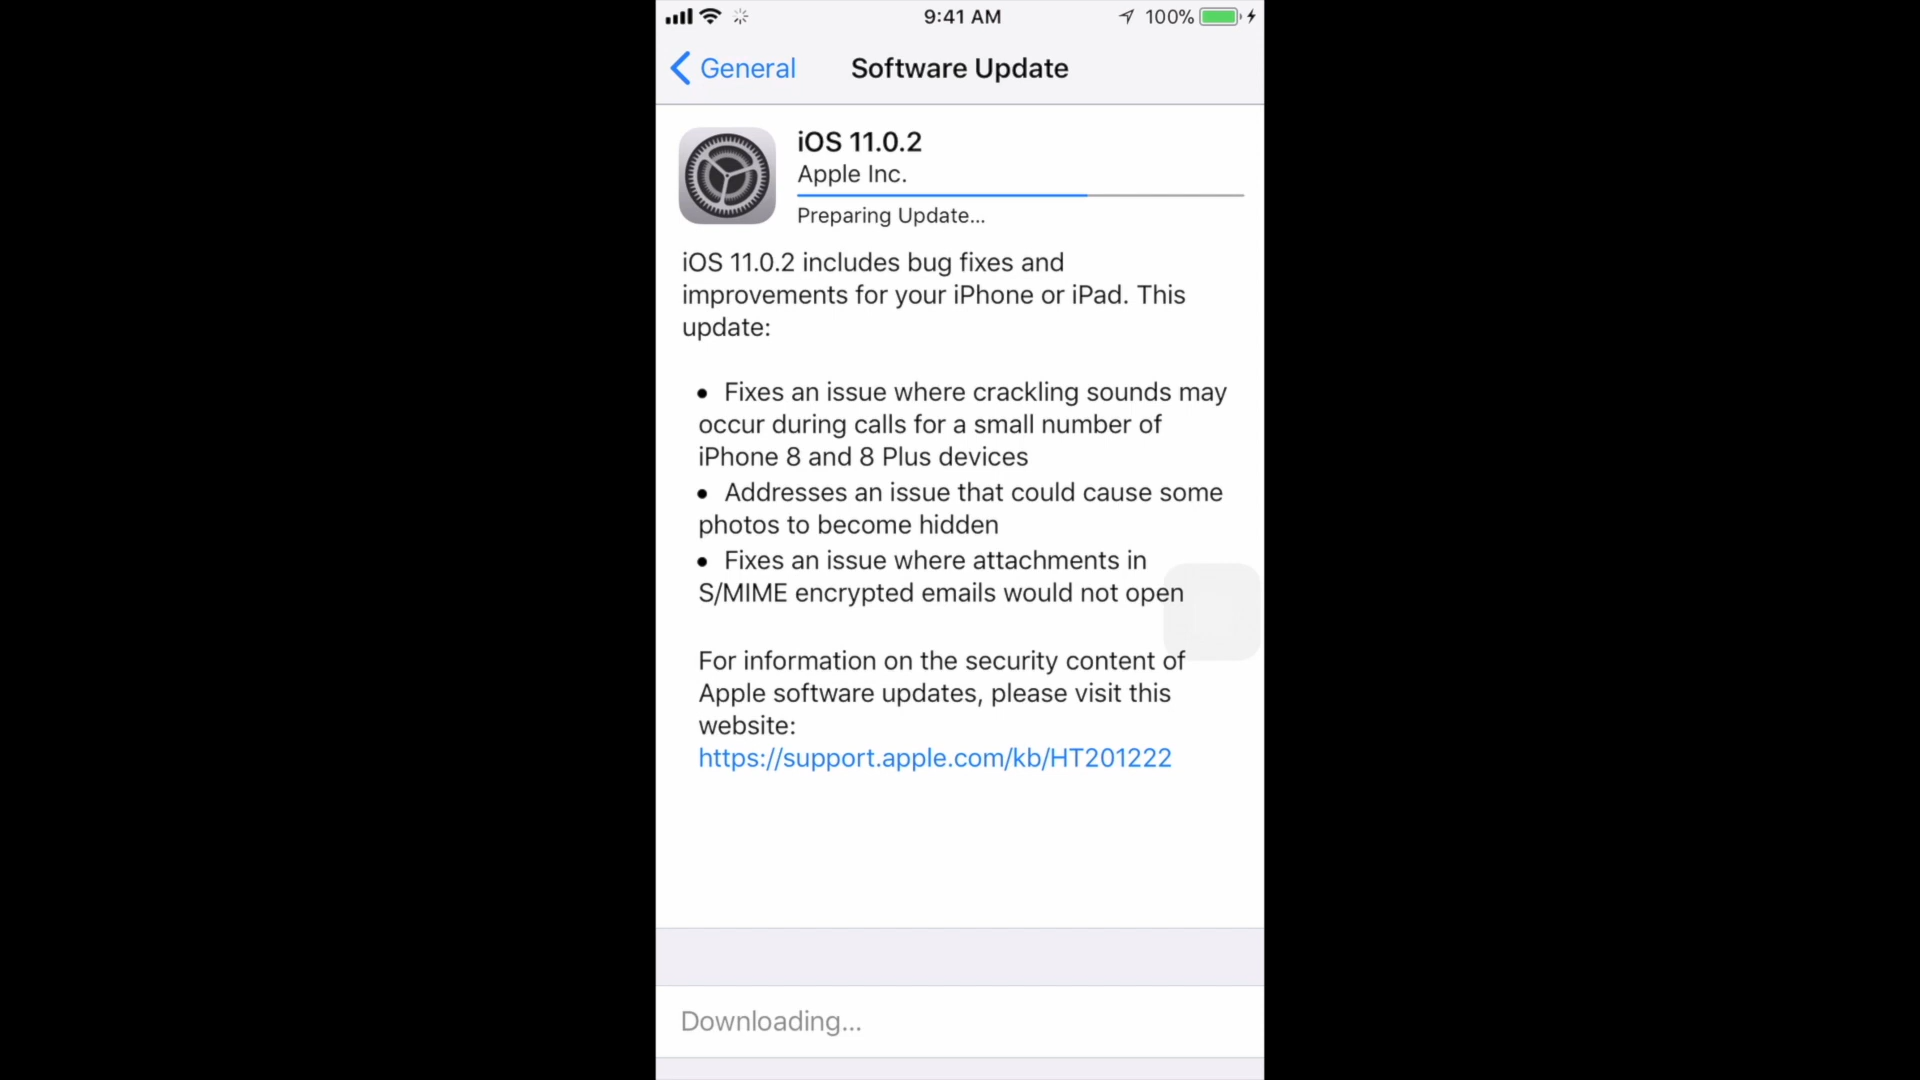 9:41 AM
100%
General
Software Update
iOS 11.0.2
Apple Inc.
Preparing Update...
iOS 11.0.2 includes bug fixes and
improvements for your iPhone or iPad. This
update:
• Fixes an issue where crackling sounds may
occur during calls for a small number of
iPhone 8 and 8 Plus devices
• Addresses an issue that could cause some
photos to become hidden
• Fixes an issue where attachments in
S/MIME encrypted emails would not open
For information on the security content of
Apple software updates, please visit this
website:
https://support.apple.com/kb/HT201222
Downloading...